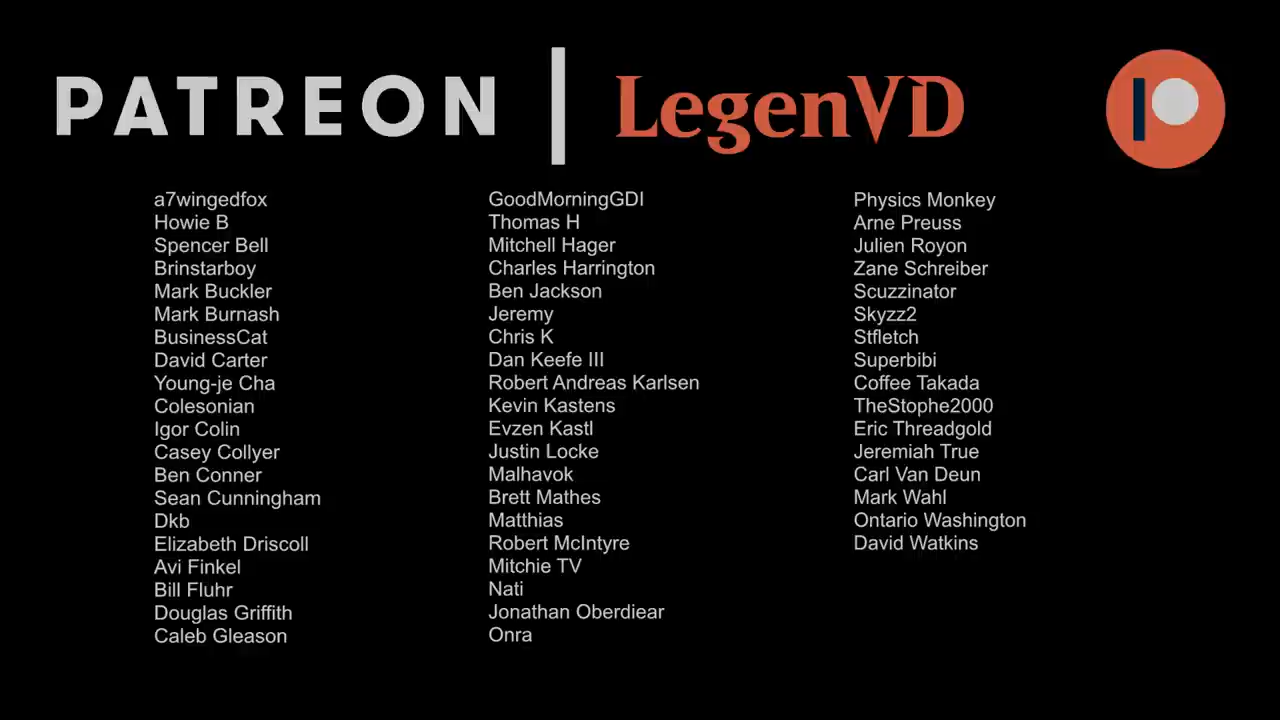 PATREON | LegenVD
a7wingedfox
Howie B
Spencer Bell
Brinstarboy
Mark Buckler
Mark Burnash
BusinessCat
David Carter
Young-je Cha
Colesonian
Igor Colin
Casey Collyer
Ben Conner
Sean Cunningham
Dkb
Elizabeth Driscoll
Avi Finkel
Bill Fluhr
Douglas Griffith
Caleb Gleason
GoodMorningGDI
Thomas H
Mitchell Hager
Charles Harrington
Ben Jackson
Jeremy
Chris K
Dan Keefe III
Robert Andreas Karlsen
Kevin Kastens
Evzen Kastl
Justin Locke
Malhavok
Brett Mathes
Matthias
Robert McIntyre
Mitchie TV
Nati
Jonathan Oberdiear
Onra
Physics Monkey
Arne Preuss
Julien Royon
Zane Schreiber
Scuzzinator
Skyzz2
Stfletch
Superbibi
Coffee Takada
TheStophe2000
Eric Threadgold
Jeremiah True
Carl Van Deun
Mark Wahl
Ontario Washington
David Watkins